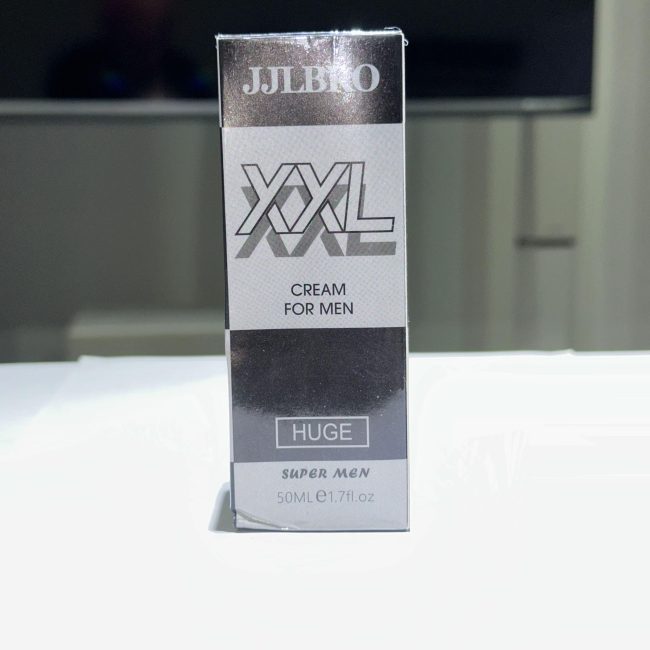 JJLBRO
XXL
CREAM
FOR MEN
HUGE
SUPER MEN
50ML ℮ 1.7fl.oz